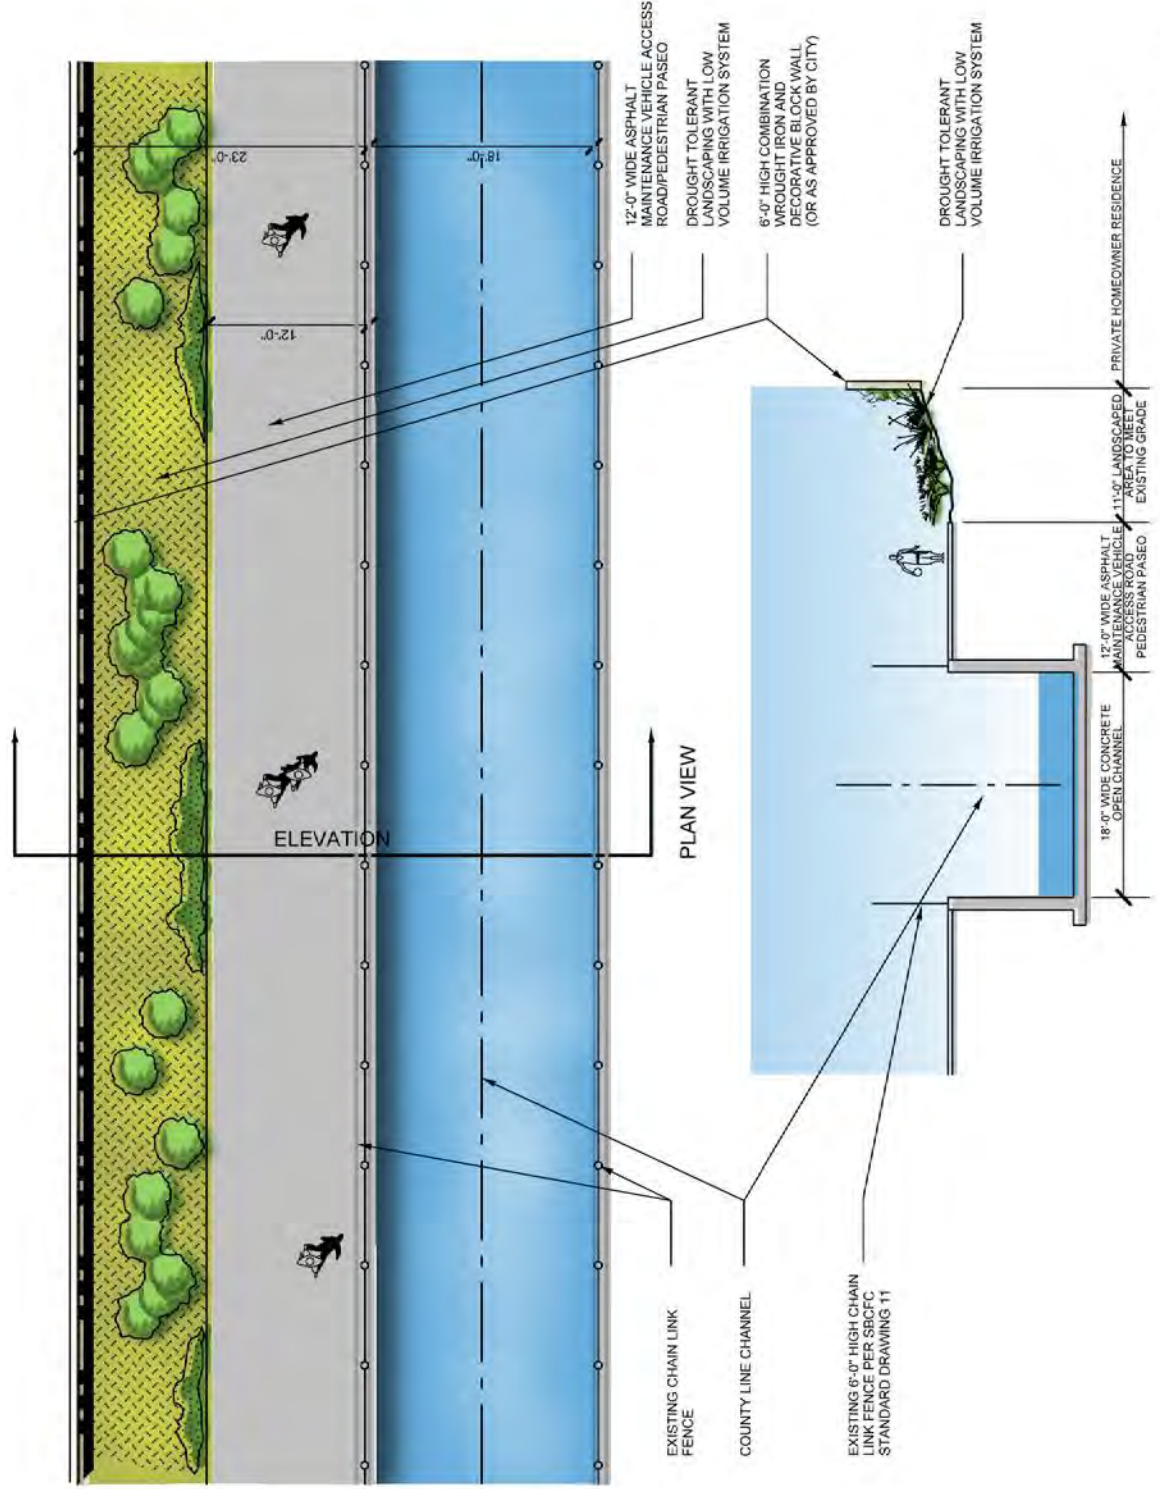 23'-0"
12'-0"
18'-0"
ELEVATION
PLAN VIEW
12'-0" WIDE ASPHALT
MAINTENANCE VEHICLE ACCESS
ROAD/PEDESTRIAN PASEO
DROUGHT TOLERANT
LANDSCAPING WITH LOW
VOLUME IRRIGATION SYSTEM
6'-0" HIGH COMBINATION
WROUGHT IRON AND
DECORATIVE BLOCK WALL
(OR AS APPROVED BY CITY)
DROUGHT TOLERANT
LANDSCAPING WITH LOW
VOLUME IRRIGATION SYSTEM
EXISTING CHAIN LINK
FENCE
COUNTY LINE CHANNEL
EXISTING 6'-0" HIGH CHAIN
LINK FENCE PER SBCFC
STANDARD DRAWING 11
18'-0" WIDE CONCRETE
OPEN CHANNEL
12'-0" WIDE ASPHALT
MAINTENANCE VEHICLE
ACCESS ROAD
PEDESTRIAN PASEO
11'-0" LANDSCAPED
AREA TO MEET
EXISTING GRADE
PRIVATE HOMEOWNER RESIDENCE